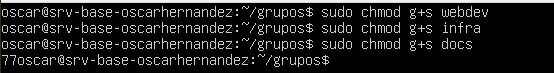 oscar@srv-base-oscarhernandez:~/grupos$ sudo chmod g+s webdev
oscar@srv-base-oscarhernandez:~/grupos$ sudo chmod g+s infra
oscar@srv-base-oscarhernandez:~/grupos$ sudo chmod g+s docs
77oscar@srv-base-oscarhernandez:~/grupos$